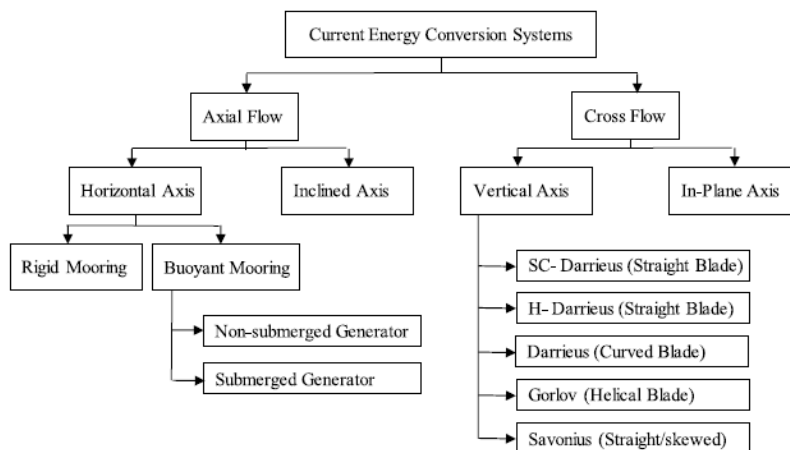 Current Energy Conversion Systems
Axial Flow
Cross Flow
Horizontal Axis
Inclined Axis
Vertical Axis
In-Plane Axis
Rigid Mooring
Buoyant Mooring
SC- Darrieus (Straight Blade)
H- Darrieus (Straight Blade)
Non-submerged Generator
Darrieus (Curved Blade)
Submerged Generator
Gorlov (Helical Blade)
Savonius (Straight/skewed)